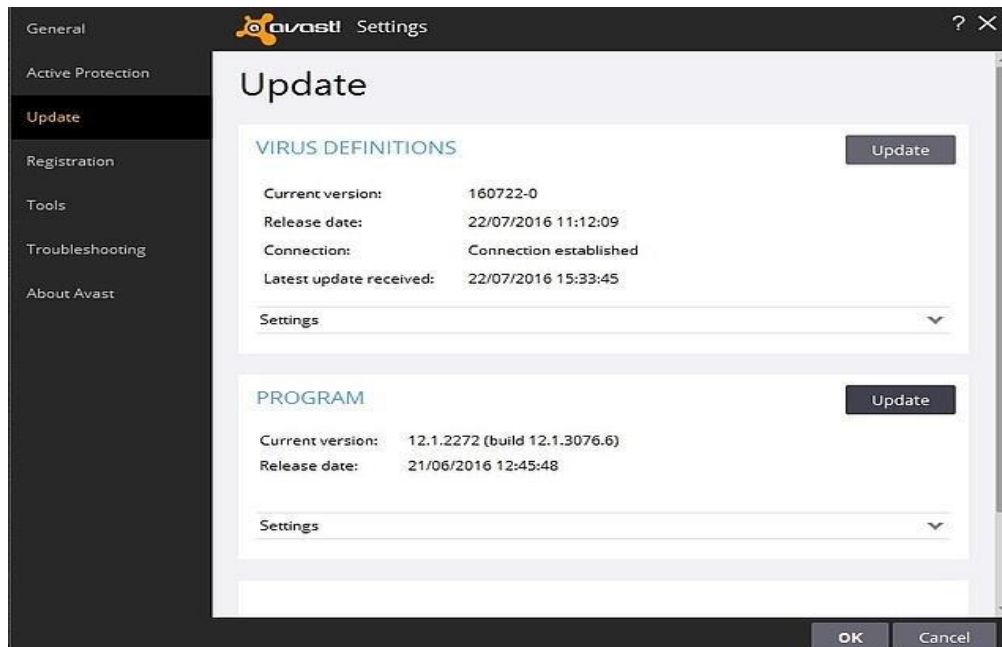 General
Active Protection
Update
Registration
Tools
Troubleshooting
About Avast
avast! Settings
? ×
Update
VIRUS DEFINITIONS
Update
Current version: 160722-0
Release date: 22/07/2016 11:12:09
Connection: Connection established
Latest update received: 22/07/2016 15:33:45
Settings
PROGRAM
Update
Current version: 12.1.2272 (build 12.1.3076.6)
Release date: 21/06/2016 12:45:48
Settings
OK Cancel